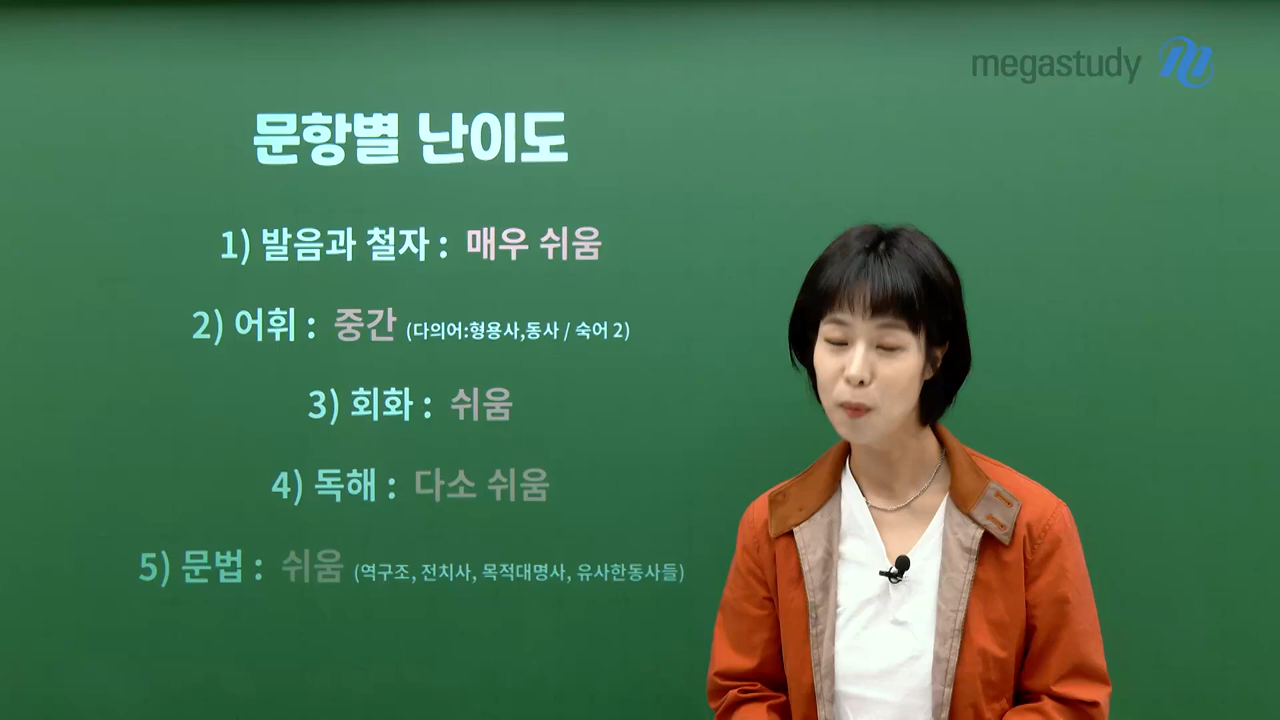 megastudy
문항별 난이도
1) 발음과 철자 : 매우 쉬움
2) 어휘 : 중간 (다의어:형용사,동사 / 숙어 2)
3) 회화 : 쉬움
4) 독해 : 다소 쉬움
5) 문법 : 쉬움 (역구조, 전치사, 목적대명사, 유사한동사들)